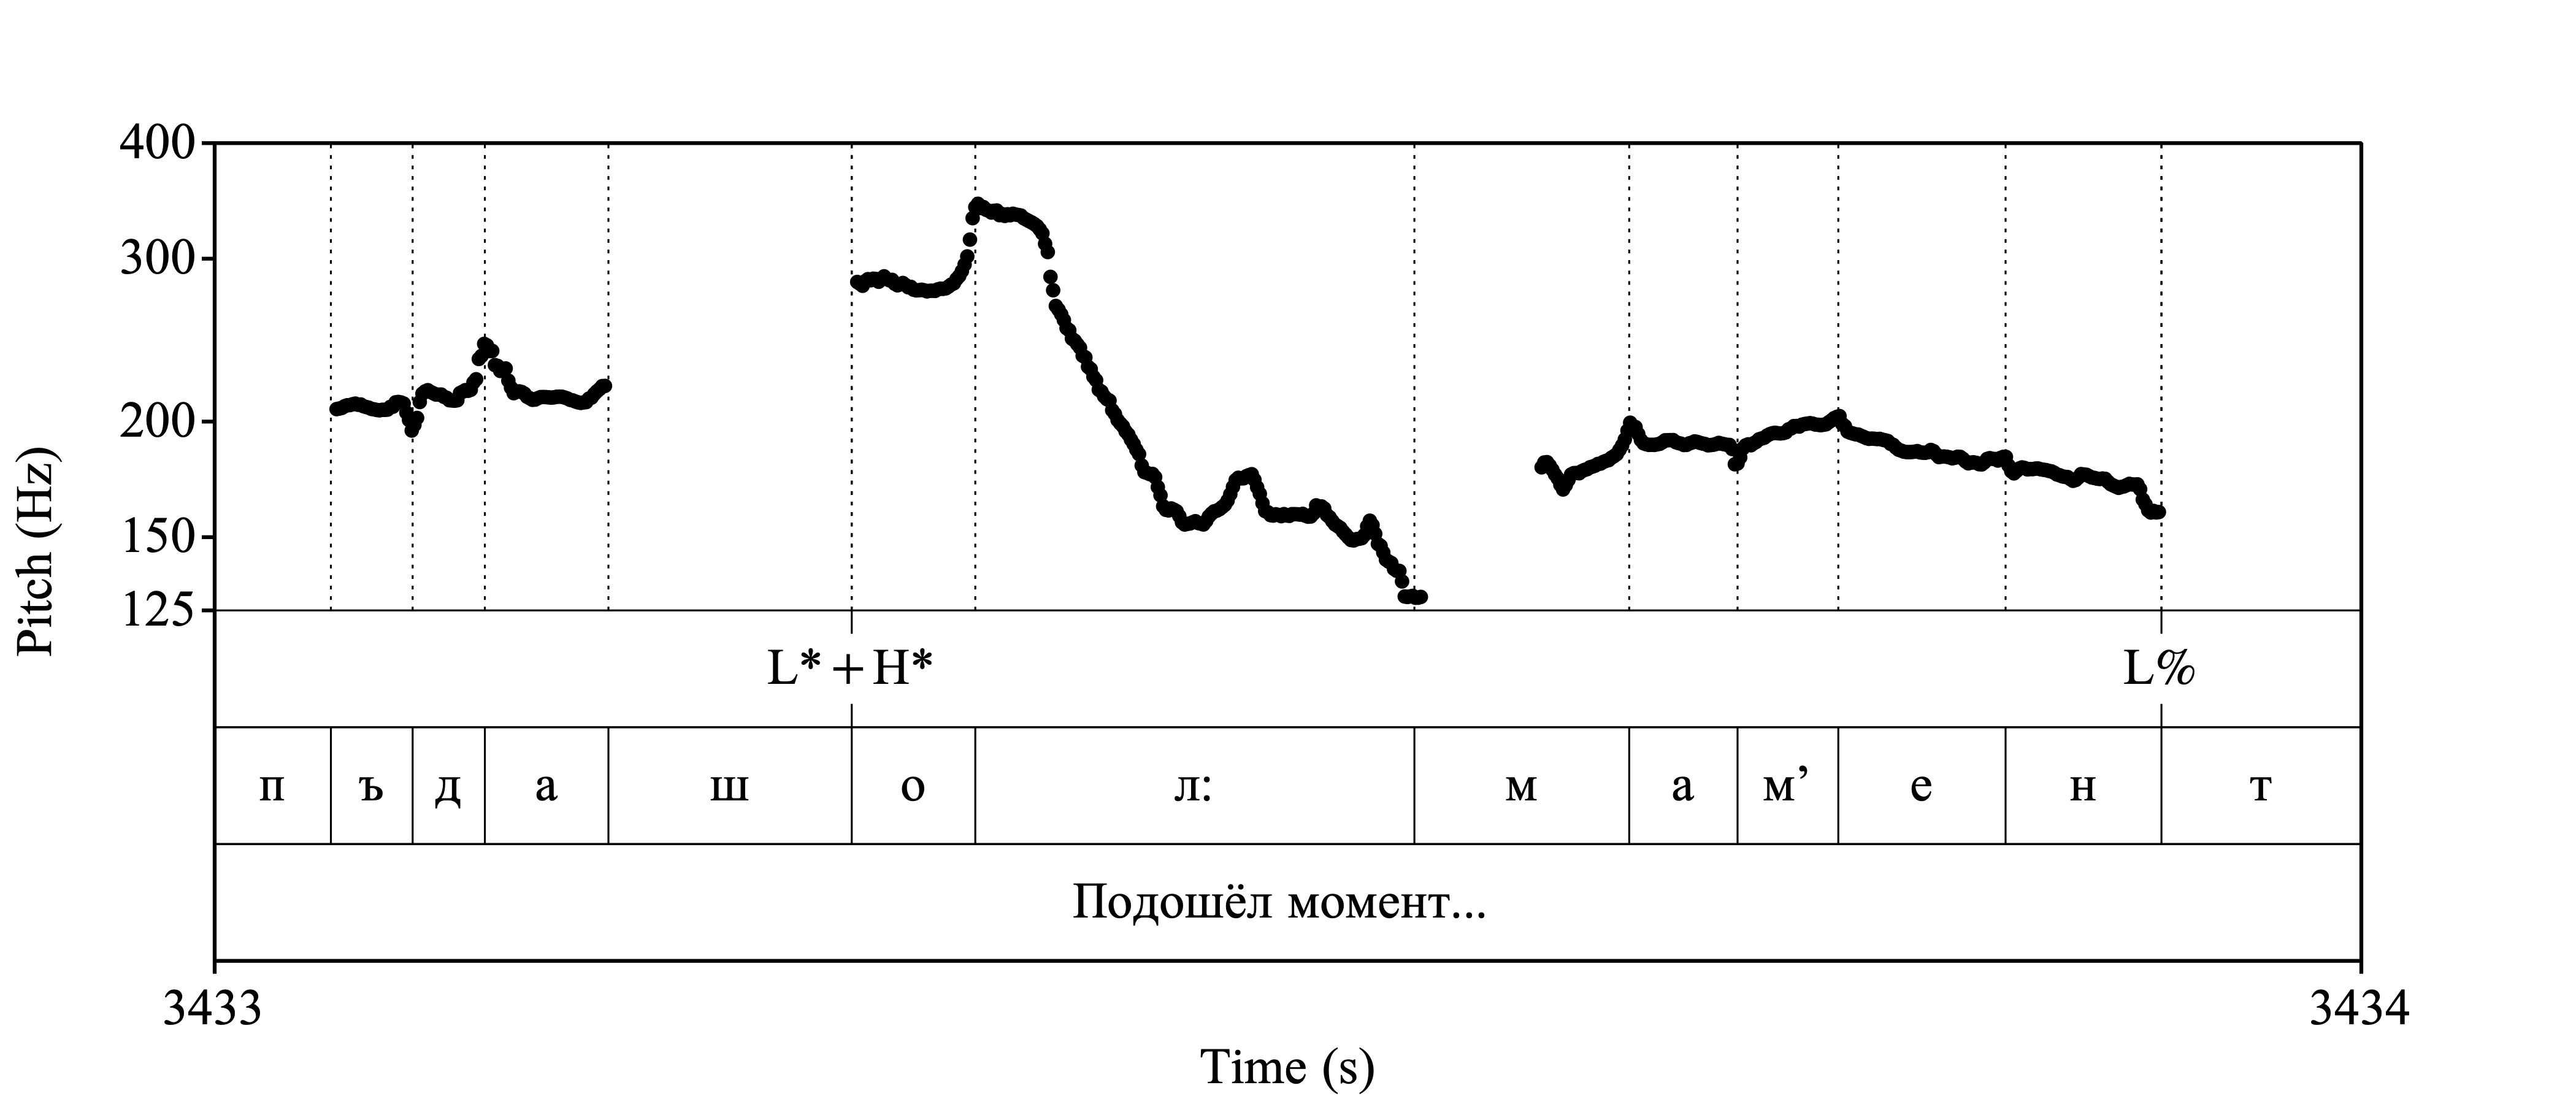 400
300
200
150
125
Pitch (Hz)
L* + H* L%
п ъ д а ш о л: м а м’ е н т
Подошёл момент...
3433 3434
Time (s)